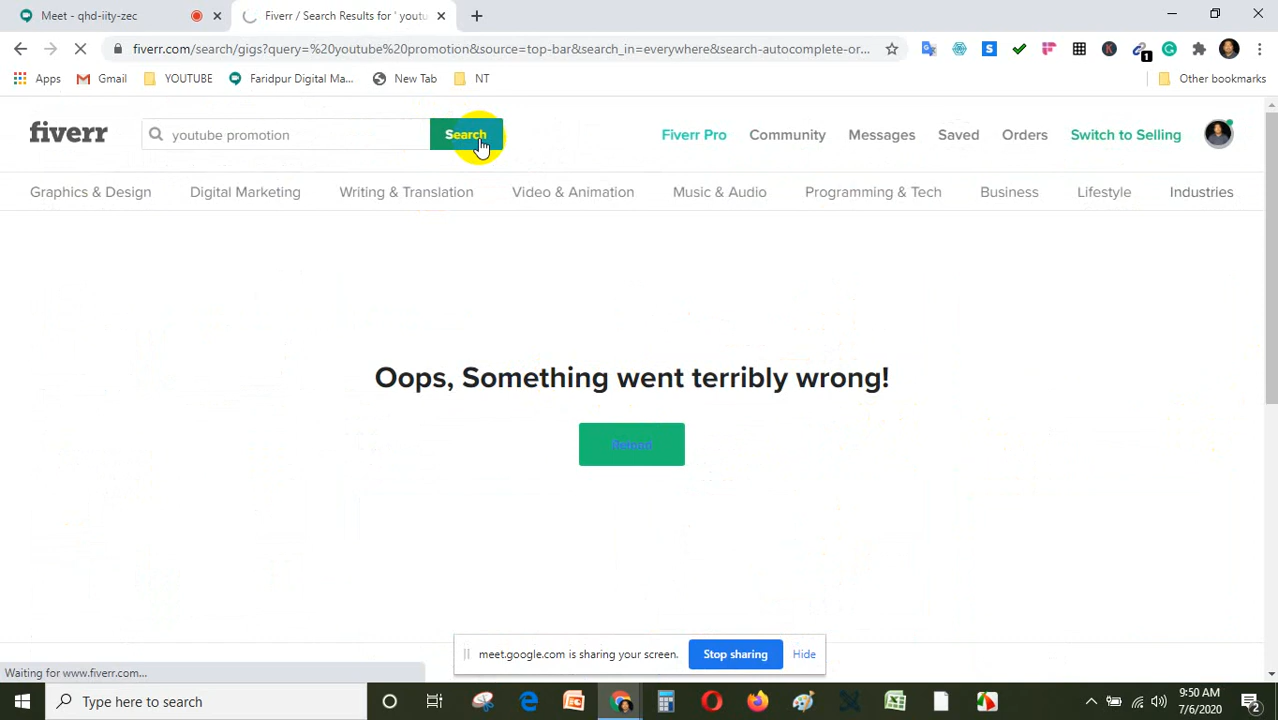 Meet - qhd-iity-zec
Fiverr / Search Results for ' youtu
fiverr.com/search/gigs?query=%20youtube%20promotion&source=top-bar&search_in=everywhere&search-autocomplete-or...
1
Apps
Gmail
YOUTUBE
Faridpur Digital Ma...
New Tab
NT
Other bookmarks
fiverr
youtube promotion
Search
Fiverr Pro
Community
Messages
Saved
Orders
Switch to Selling
Graphics & Design
Digital Marketing
Writing & Translation
Video & Animation
Music & Audio
Programming & Tech
Business
Lifestyle
Industries
Oops, Something went terribly wrong!
Reload
meet.google.com is sharing your screen.
Stop sharing
Hide
Waiting for www.fiverr.com...
Type here to search
9:50 AM
7/6/2020
2